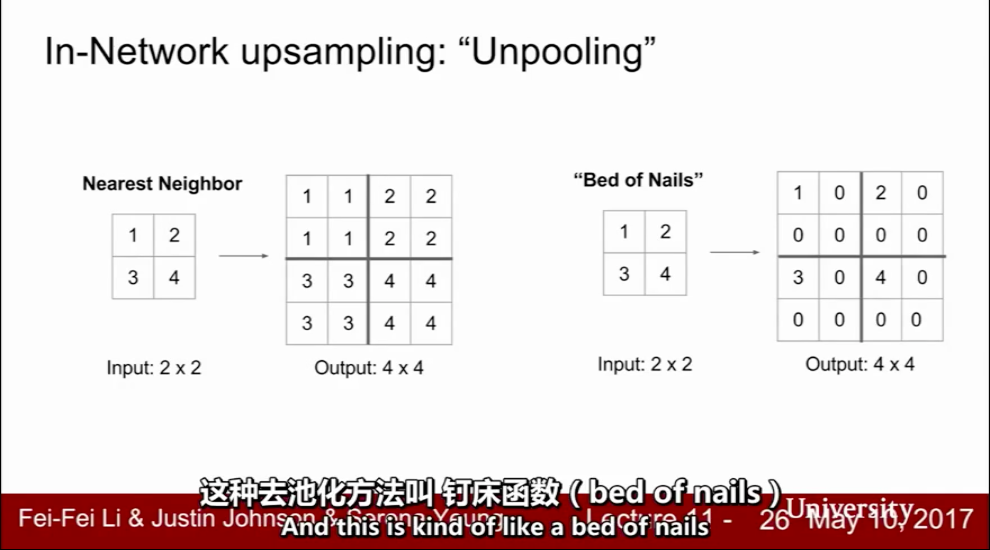 In-Network upsampling: “Unpooling”
Nearest Neighbor
1 2
3 4
Input: 2 x 2
1 1 2 2
1 1 2 2
3 3 4 4
3 3 4 4
Output: 4 x 4
“Bed of Nails”
1 2
3 4
Input: 2 x 2
1 0 2 0
0 0 0 0
3 0 4 0
0 0 0 0
Output: 4 x 4
这种去池化方法叫 钉床函数（bed of nails）
And this is kind of like a bed of nails
Fei-Fei Li & Justin Johnson & Serena Yeung Lecture 11 - 26 May 10, 2017
University